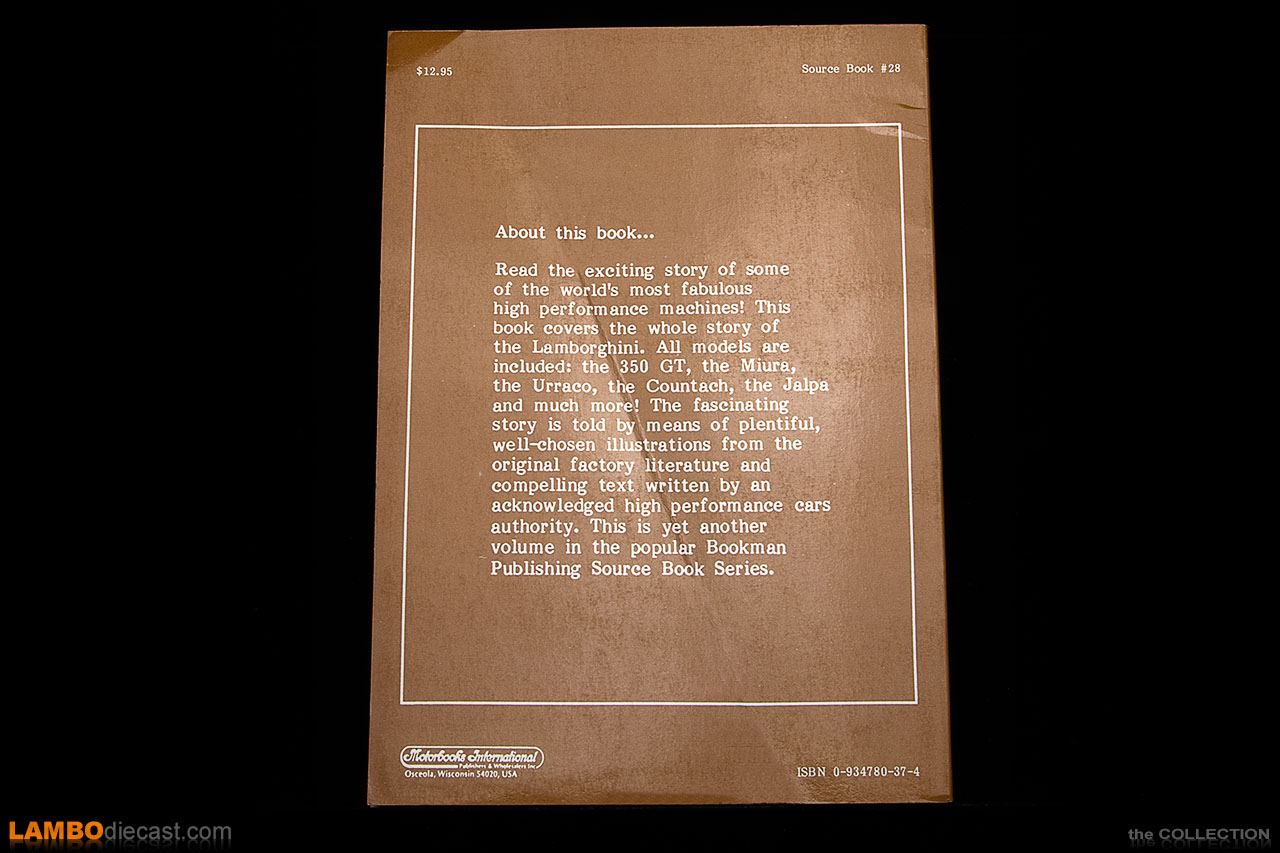 $12.95
Source Book #28
About this book...
Read the exciting story of some
of the world's most fabulous
high performance machines! This
book covers the whole story of
the Lamborghini. All models are
included: the 350 GT, the Miura,
the Urraco, the Countach, the Jalpa
and much more! The fascinating
story is told by means of plentiful,
well-chosen illustrations from the
original factory literature and
compelling text written by an
acknowledged high performance cars
authority. This is yet another
volume in the popular Bookman
Publishing Source Book Series.
Motorbooks International
Publishers & Wholesalers Inc
Osceola, Wisconsin 54020, USA
ISBN 0-934780-37-4
LAMBOdiecast.com
the COLLECTION